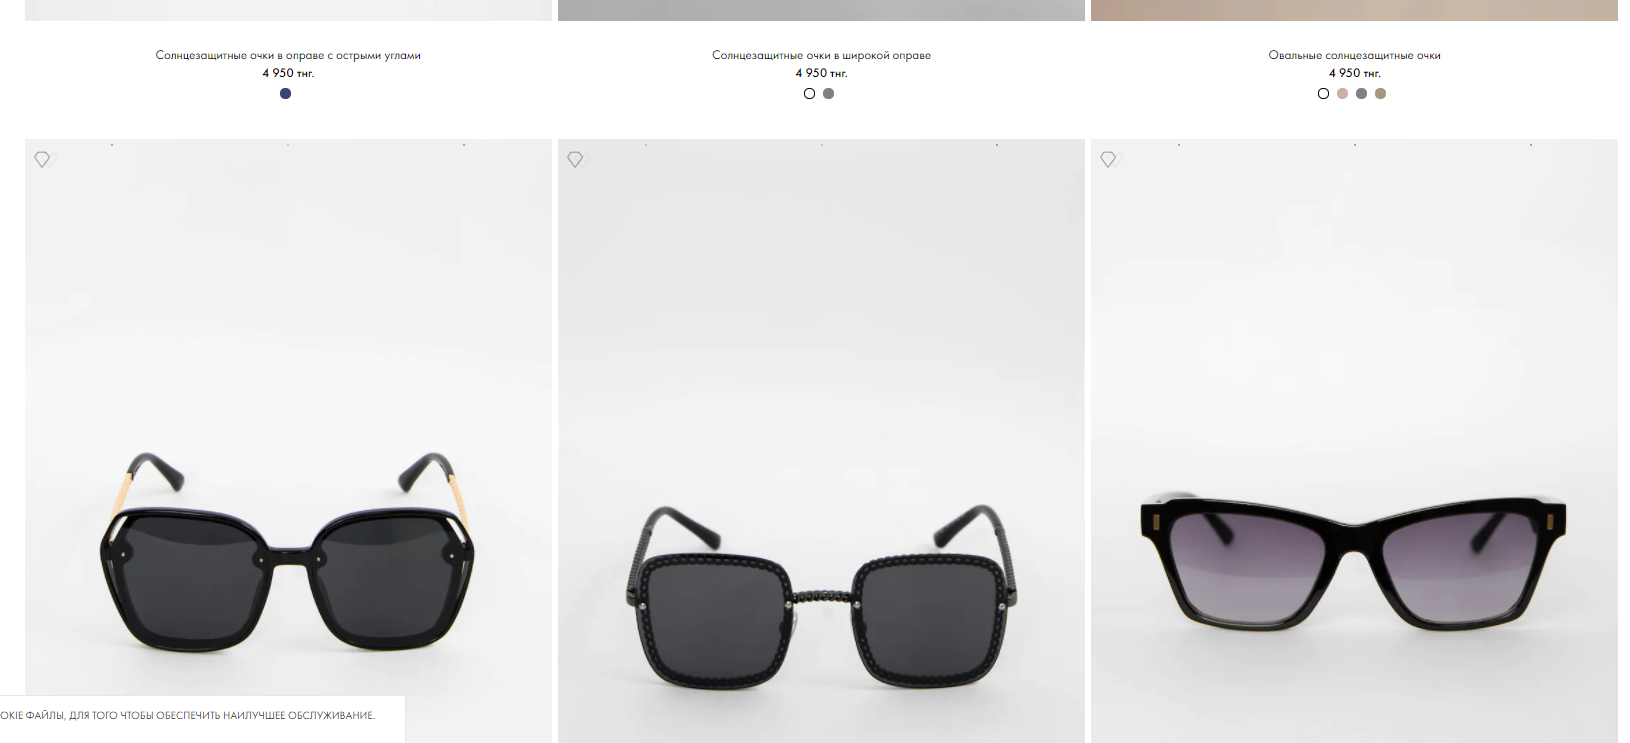 Солнцезащитные очки в оправе с острыми углами
4 950 тнг.
Солнцезащитные очки в широкой оправе
4 950 тнг.
Овальные солнцезащитные очки
4 950 тнг.
ФАЙЛЫ, ДЛЯ ТОГО ЧТОБЫ ОБЕСПЕЧИТЬ НАИЛУЧШЕЕ ОБСЛУЖИВАНИЕ.